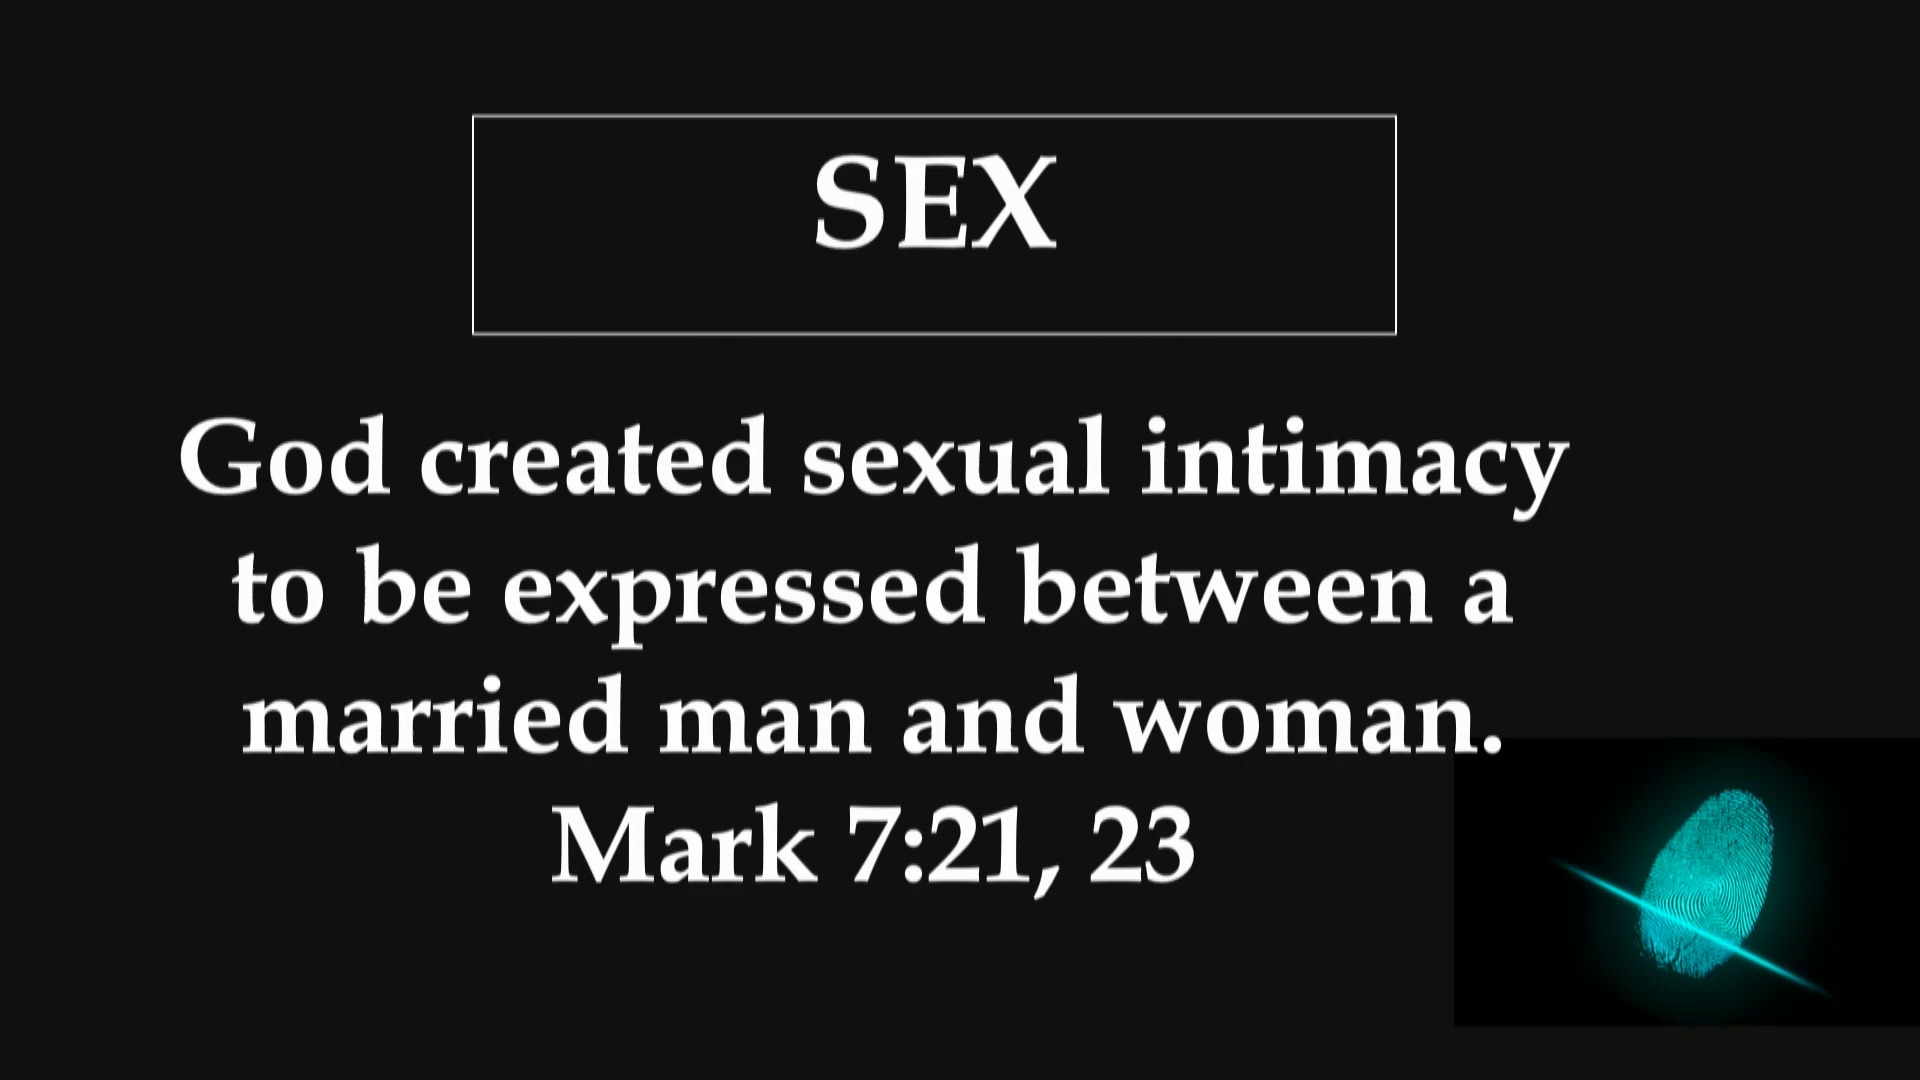 SEX
God created sexual intimacy
to be expressed between a
married man and woman.
Mark 7:21, 23